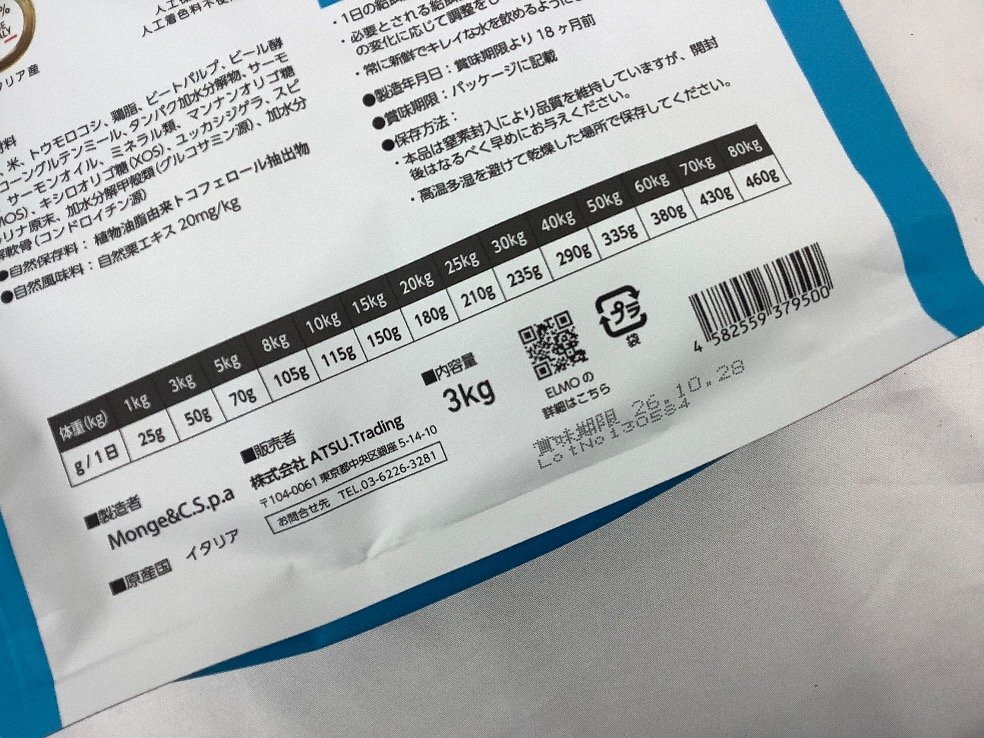 %
ONLY
タリア産
人工着色料不使用
、米、トウモロコシ、鶏脂、ビートパルプ、ビール酵
コーングルテンミール、タンパク加水分解物、サーモ
サーモンオイル、ミネラル類、マンナンオリゴ糖
MOS)、キシロオリゴ糖(XOS)、ユッカシジゲラ、スピ
リナ原末、加水分解甲殻類(グルコサミン源)、加水分
解軟骨(コンドロイチン源)
●自然保存料：植物油脂由来トコフェロール抽出物
●自然風味料：自然栗エキス 20mg/kg
・1日の給
・必要とされる給
の変化に応じて調整をし
・常に新鮮でキレイな水を飲めるように
●製造年月日：賞味期限より18ヶ月前
●賞味期限：パッケージに記載
●保存方法：
・本品は窒素封入により品質を維持していますが、開封
後はなるべく早めにお与えください。
・高温多湿を避けて乾燥した場所で保存してください。
体重(kg) 1kg 3kg 5kg 8kg 10kg 15kg 20kg 25kg 30kg 40kg 50kg 60kg 70kg 80kg
g/1日 25g 50g 70g 105g 115g 150g 180g 210g 235g 290g 335g 380g 430g 460g
■製造者
Monge&C.S.p.a
■原産国 イタリア
■販売者
株式会社 ATSU.Trading
〒104-0061 東京都中央区銀座5-14-10
お問合せ先 TEL.03-6226-3281
■内容量
3kg
ELMOの
詳細はこちら
プラ
袋
4 582559 379500
賞味期限 26.10.28
LotNo130584